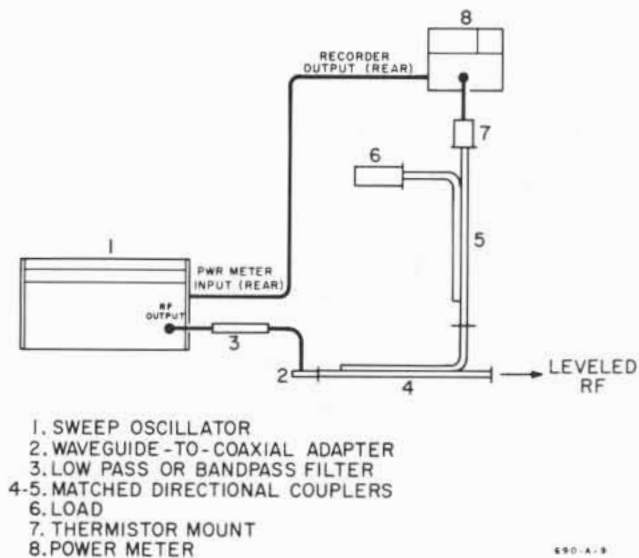 8
RECORDER
OUTPUT (REAR)
7
6
5
1
PWR METER
INPUT (REAR)
RF
OUTPUT
3
2
4
LEVELED
RF
1. SWEEP OSCILLATOR
2. WAVEGUIDE-TO-COAXIAL ADAPTER
3. LOW PASS OR BANDPASS FILTER
4-5. MATCHED DIRECTIONAL COUPLERS
6. LOAD
7. THERMISTOR MOUNT
8. POWER METER
690-A-9